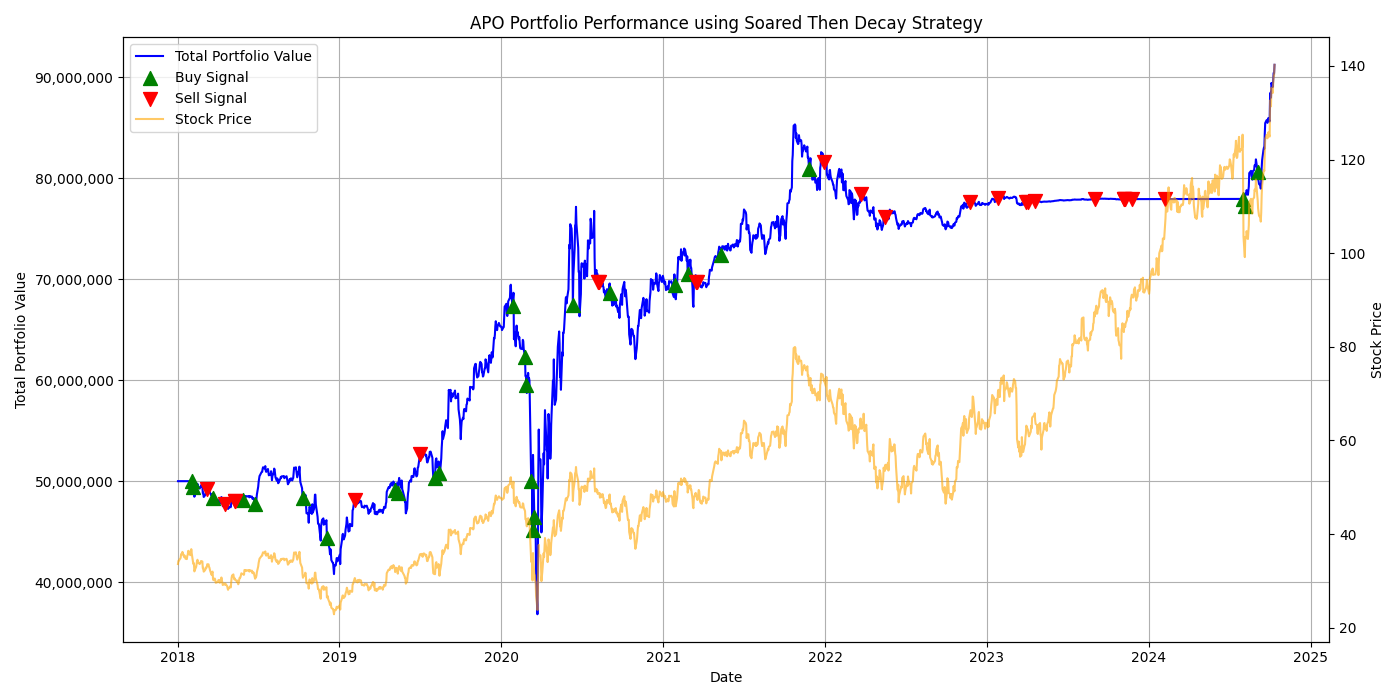 APO Portfolio Performance using Soared Then Decay Strategy
Total Portfolio Value
Buy Signal
Sell Signal
Stock Price
90,000,000
80,000,000
70,000,000
60,000,000
50,000,000
40,000,000
Total Portfolio Value
140
120
100
80
60
40
20
Stock Price
2018 2019 2020 2021 2022 2023 2024 2025
Date